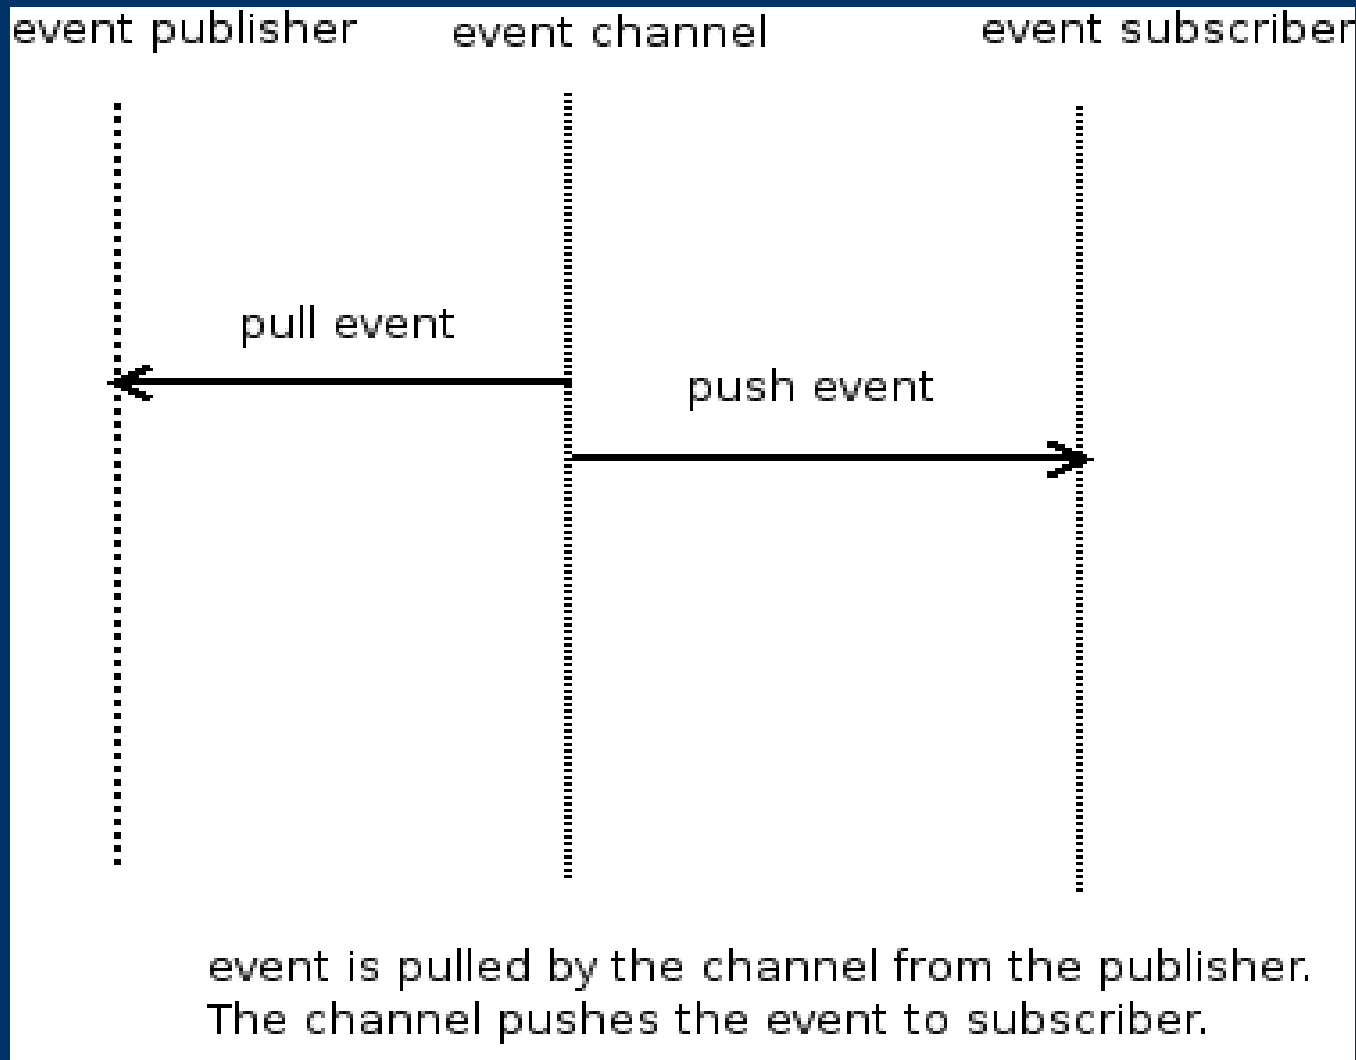 event publisher
event channel
event subscriber
pull event
push event
event is pulled by the channel from the publisher.
The channel pushes the event to subscriber.